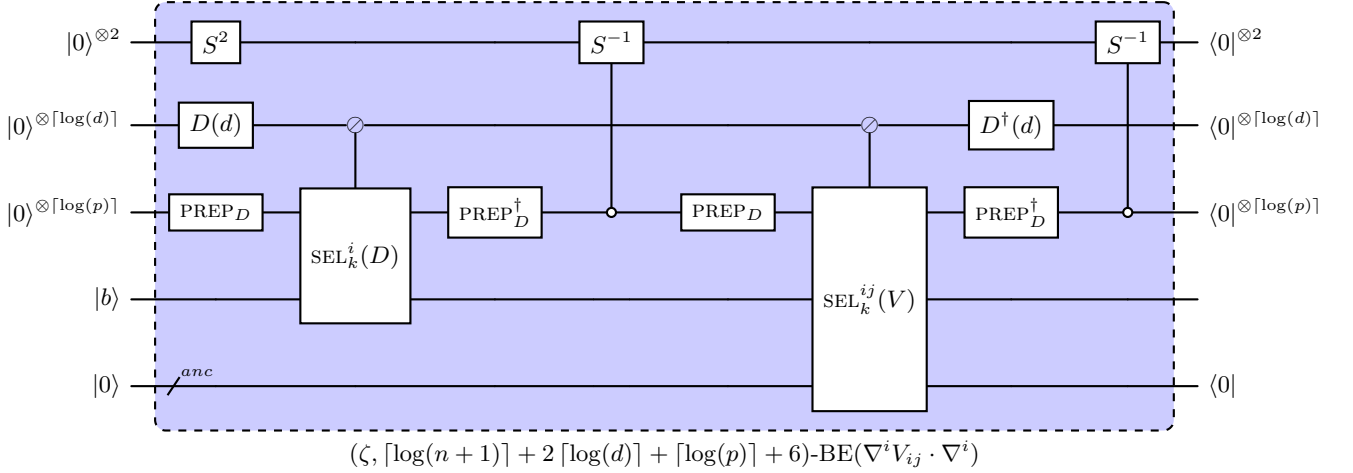 |0⟩^{⊗2} S^2 S^{−1} S^{−1} ⟨0|^{⊗2}
|0⟩^{⊗⌈log(d)⌉} D(d) D^†(d) ⟨0|^{⊗⌈log(d)⌉}
|0⟩^{⊗⌈log(p)⌉} PREP_D PREP_D^† PREP_D PREP_D^† ⟨0|^{⊗⌈log(p)⌉}
SEL_k^i(D)
|b⟩ SEL_k^{ij}(V)
|0⟩ anc ⟨0|
(ζ, ⌈log(n + 1)⌉ + 2 ⌈log(d)⌉ + ⌈log(p)⌉ + 6)-BE(∇^i V_{ij} · ∇^i)